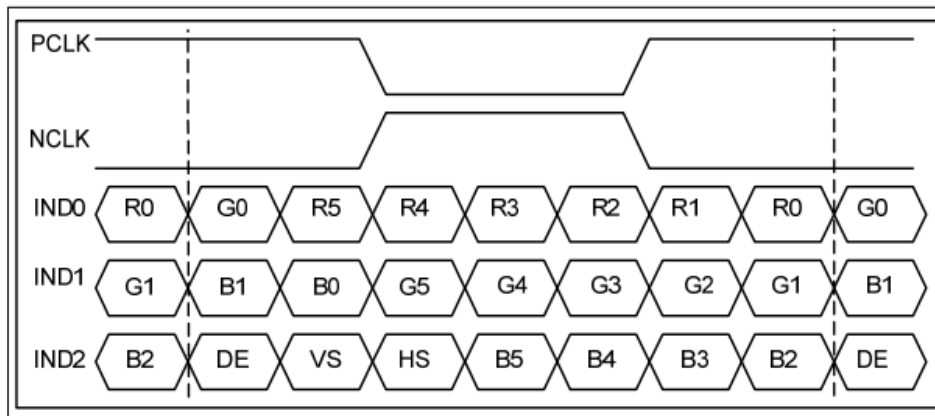 PCLK
NCLK
IND0 R0 G0 R5 R4 R3 R2 R1 R0 G0
IND1 G1 B1 B0 G5 G4 G3 G2 G1 B1
IND2 B2 DE VS HS B5 B4 B3 B2 DE